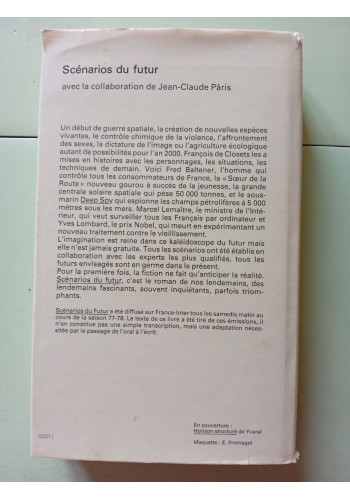 Scénarios du futur
avec la collaboration de Jean-Claude Pâris
Un début de guerre spatiale, la création de nouvelles espèces
vivantes, le contrôle chimique de la violence, l'affrontement
des sexes, la dictature de l'image ou l'agriculture écologique
autant de possibilités pour l'an 2000. François de Closets les a
mises en histoires avec les personnages, les situations, les
techniques de demain. Voici Fred Baltener, l'homme qui
contrôle tous les consommateurs de France, la « Sœur de la
Route » nouveau gourou à succès de la jeunesse, la grande
centrale solaire spatiale qui pèse 50 000 tonnes, et le sous-
marin Deep Spy qui espionne les champs pétrolifères à 5 000
mètres sous les mers. Marcel Lemaître, le ministre de l'Inté-
rieur, qui veut surveiller tous les Français par ordinateur et
Yves Lombard, le prix Nobel, qui meurt en expérimentant un
nouveau traitement contre le vieillissement.
L'imagination est reine dans ce kaléidoscope du futur mais
elle n'est jamais gratuite. Tous les scénarios ont été établis en
collaboration avec les experts les plus qualifiés, tous les
futurs envisagés sont en germe dans le présent.
Pour la première fois, la fiction ne fait qu'anticiper la réalité.
Scénarios du futur, c'est le roman de nos lendemains, des
lendemains fascinants, souvent inquiétants, parfois triom-
phants.
Scénarios du Futur a été diffusé sur France-Inter tous les samedis matin au
cours de la saison 77-78. Le texte de ce livre a été tiré de ces émissions, il
n'en constitue pas une simple transcription, mais une adaptation néces-
sitée par le passage de l'oral à l'écrit.
En couverture :
Horizon structuré de Yvaral
Maquette : E. Fromaget